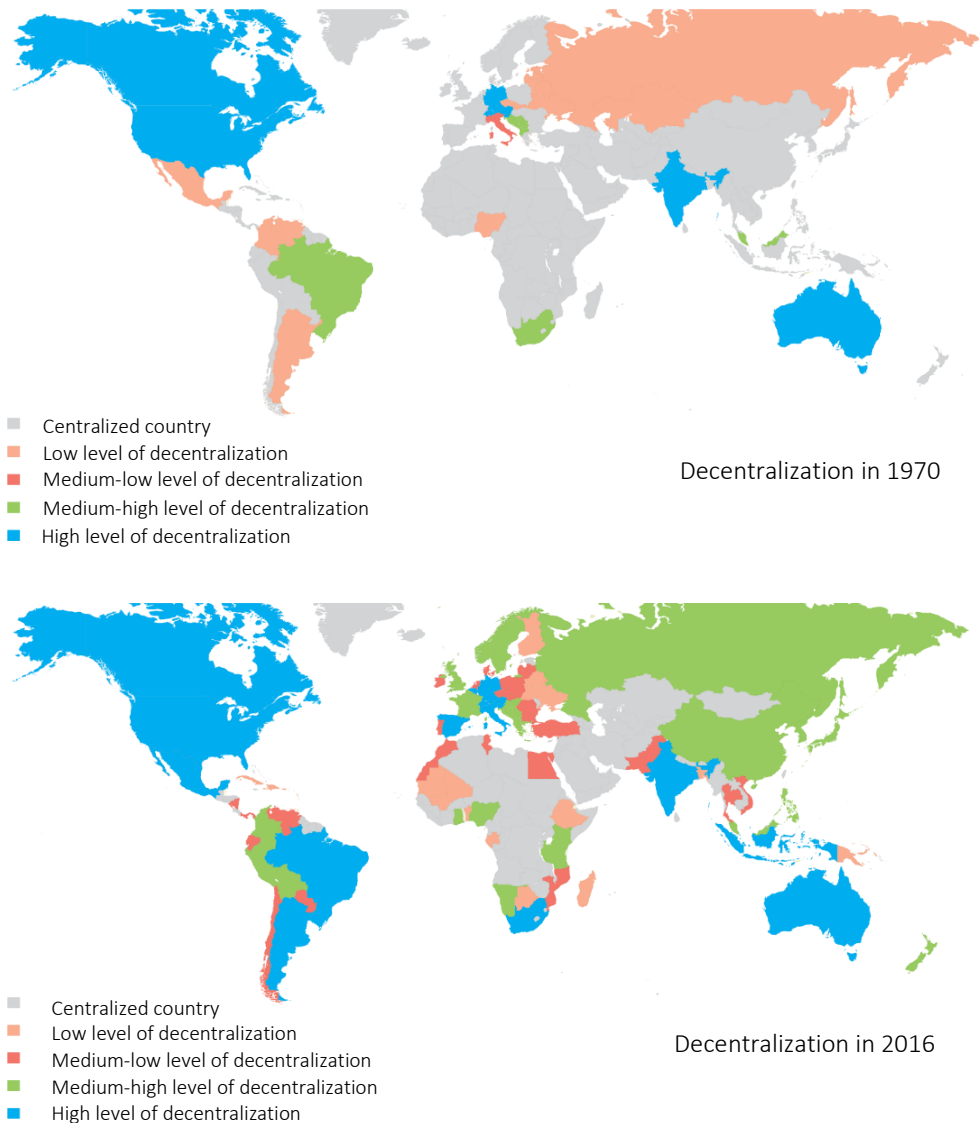 Centralized country
Low level of decentralization
Medium-low level of decentralization
Medium-high level of decentralization
High level of decentralization
Decentralization in 1970
Centralized country
Low level of decentralization
Medium-low level of decentralization
Medium-high level of decentralization
High level of decentralization
Decentralization in 2016